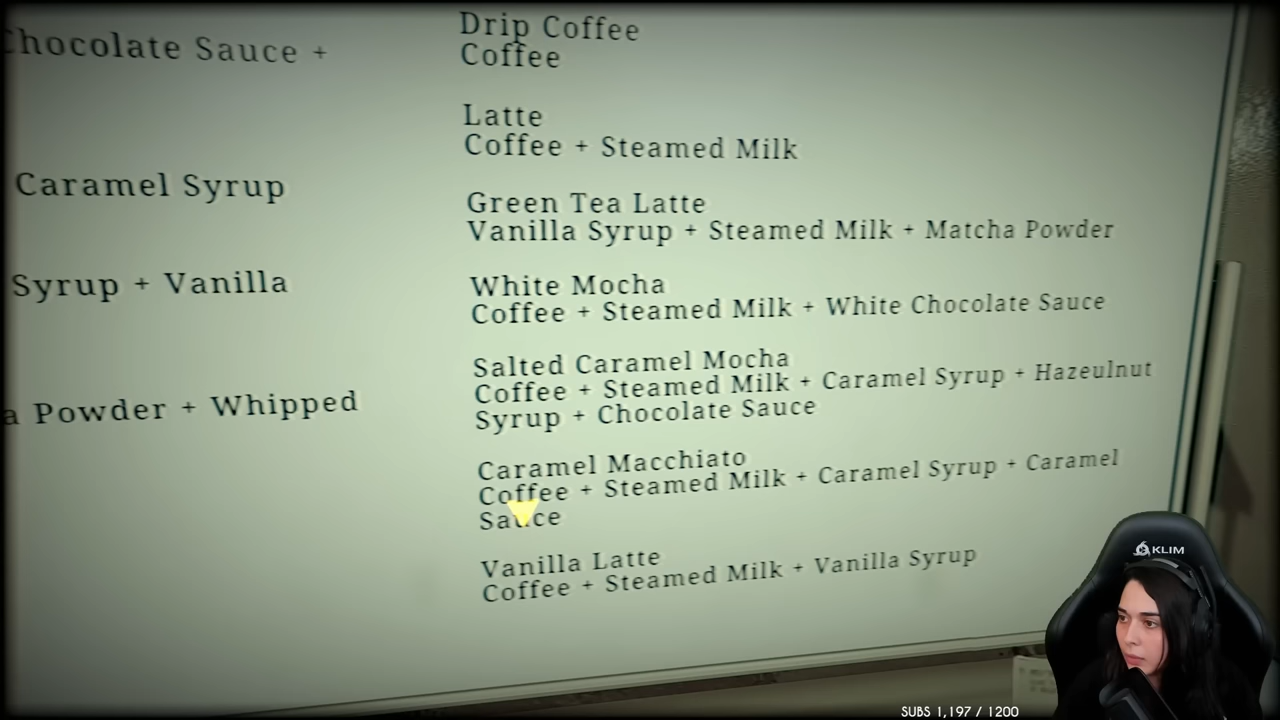 Chocolate Sauce +
Caramel Syrup
Syrup + Vanilla
Powder + Whipped
Drip Coffee
Coffee
Latte
Coffee + Steamed Milk
Green Tea Latte
Vanilla Syrup + Steamed Milk + Matcha Powder
White Mocha
Coffee + Steamed Milk + White Chocolate Sauce
Salted Caramel Mocha
Coffee + Steamed Milk + Caramel Syrup + Hazeulnut
Syrup + Chocolate Sauce
Caramel Macchiato
Coffee + Steamed Milk + Caramel Syrup + Caramel
Sauce
Vanilla Latte
Coffee + Steamed Milk + Vanilla Syrup
KLIM
SUBS 1,197 / 1200